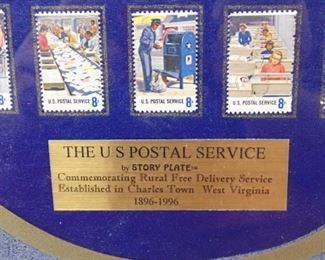 U.S. POSTAL SERVICE 8c
U.S. POSTAL SERVICE 8c
U.S. POSTAL SERVICE 8c
THE U S POSTAL SERVICE
by STORY PLATE™
Commemorating Rural Free Delivery Service
Established in Charles Town West Virginia
1896-1996